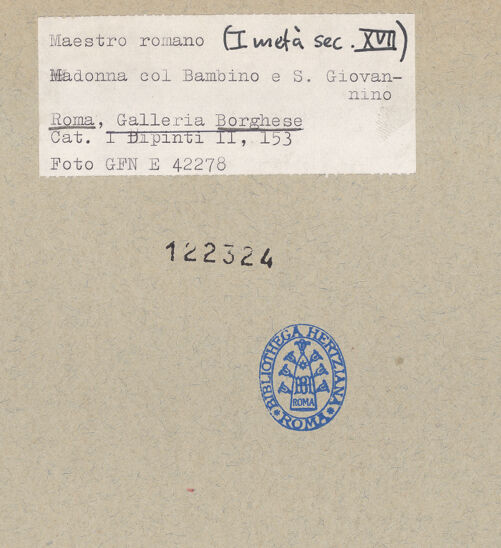 Maestro romano (I metà sec. XVII)
Madonna col Bambino e S. Giovan-
nino
Roma, Galleria Borghese
Cat. I Dipinti II, 153
Foto GFN E 42278
122324
BIBLIOTHECA HERTZIANA
ROMA
ROMA